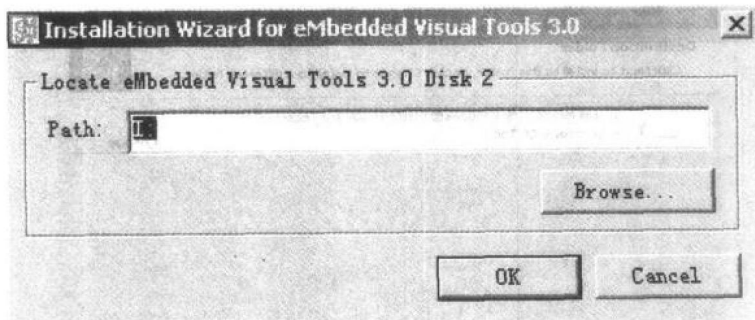 Installation Wizard for eMbedded Visual Tools 3.0
Locate eMbedded Visual Tools 3.0 Disk 2
Path:
Browse...
OK
Cancel